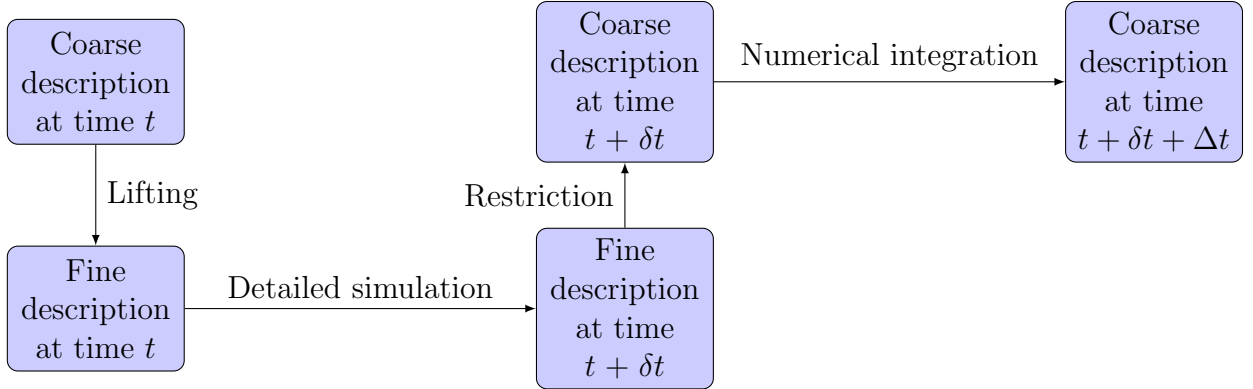 Coarse
description
at time t
Lifting
Fine
description
at time t
Detailed simulation
Fine
description
at time
t + δt
Restriction
Coarse
description
at time
t + δt
Numerical integration
Coarse
description
at time
t + δt + Δt